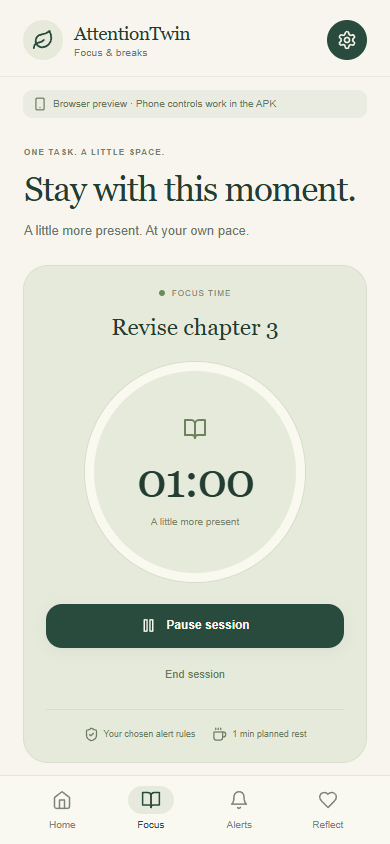 AttentionTwin
Focus & breaks
Browser preview · Phone controls work in the APK
ONE TASK. A LITTLE SPACE.
Stay with this moment.
A little more present. At your own pace.
FOCUS TIME
Revise chapter 3
01:00
A little more present
Pause session
End session
Your chosen alert rules 1 min planned rest
Home Focus Alerts Reflect